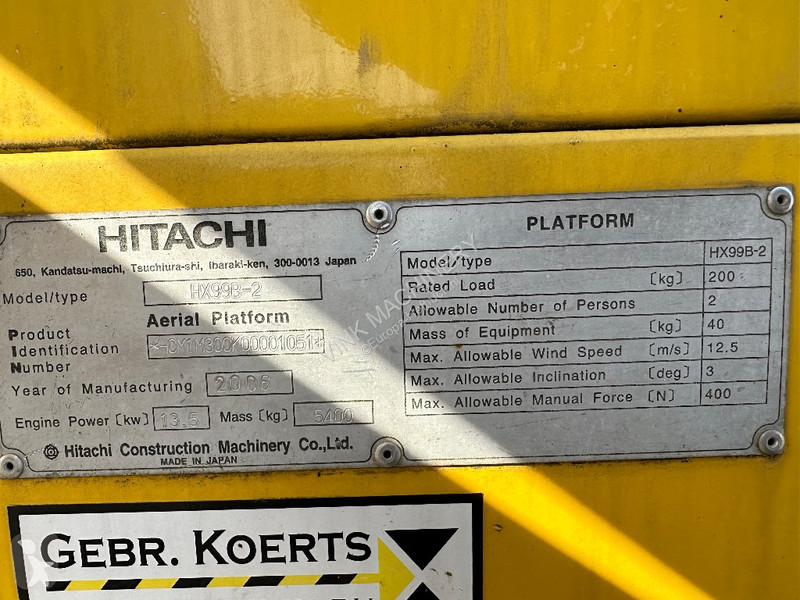 HITACHI
650, Kandatsu-machi, Tsuchiura-shi, Ibaraki-ken, 300-0013 Japan
Model/type HX99B-2
Aerial Platform
Product
Identification
Number
Year of Manufacturing 2006
Engine Power [kw] 13.5 Mass [kg] 5400
Hitachi Construction Machinery Co.,Ltd.
MADE IN JAPAN
PLATFORM
Model/type HX99B-2
Rated Load [kg] 200
Allowable Number of Persons 2
Mass of Equipment [kg] 40
Max. Allowable Wind Speed [m/s] 12.5
Max. Allowable Inclination [deg] 3
Max. Allowable Manual Force [N] 400
GEBR. KOERTS